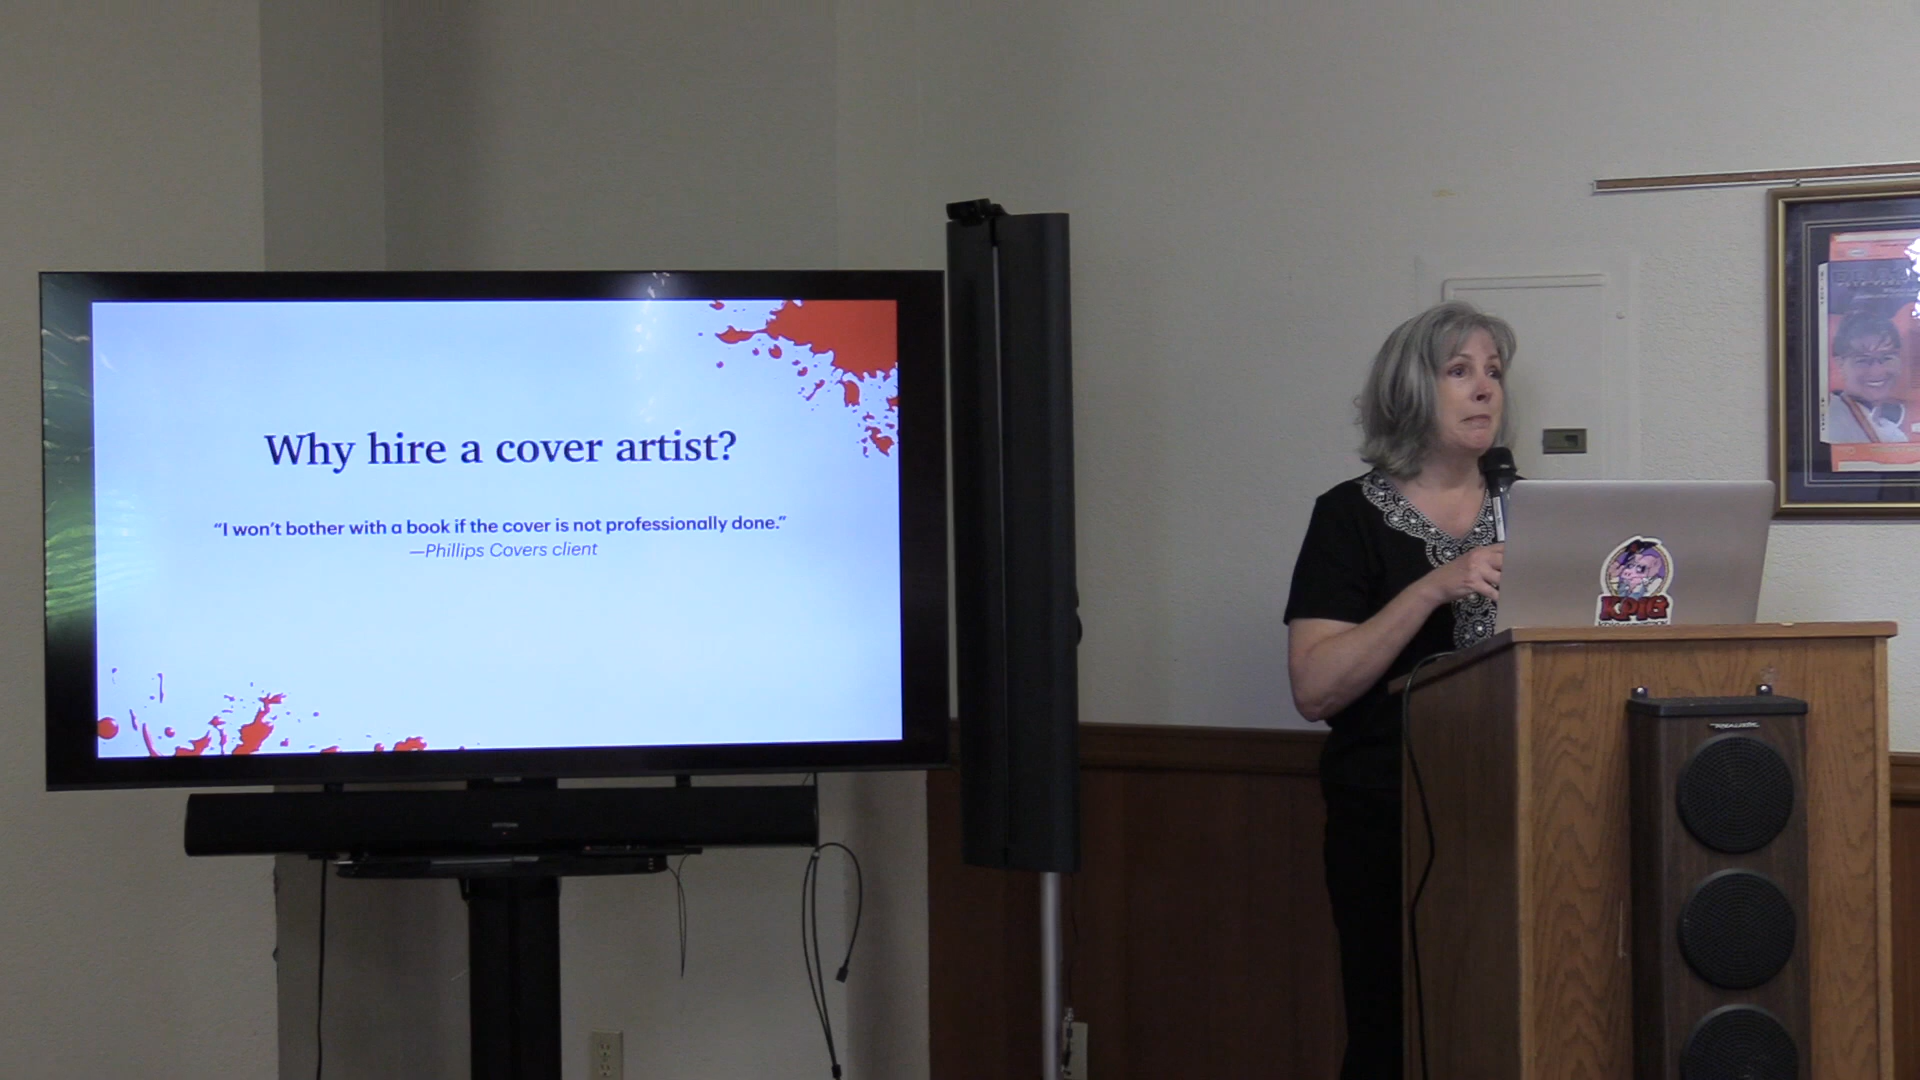 Why hire a cover artist?
“I won’t bother with a book if the cover is not professionally done.”
—Phillips Covers client
KPIG